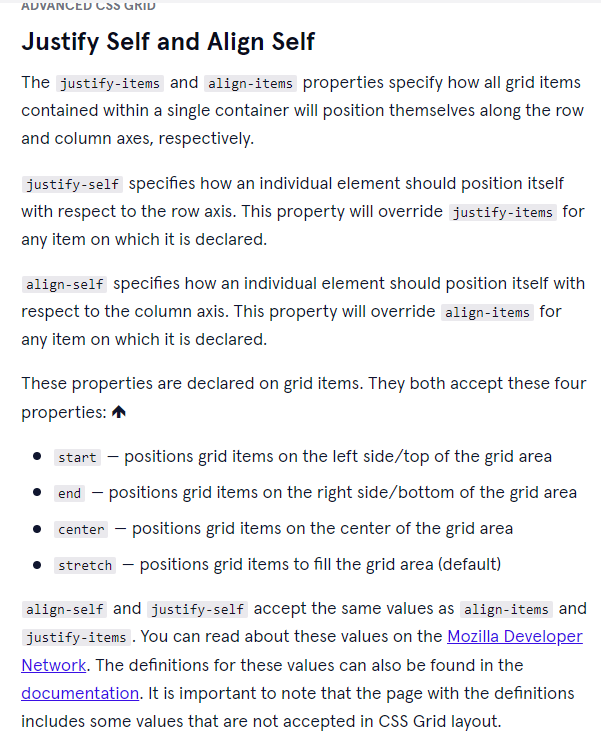 ADVANCED CSS GRID
Justify Self and Align Self
The justify-items and align-items properties specify how all grid items
contained within a single container will position themselves along the row
and column axes, respectively.
justify-self specifies how an individual element should position itself
with respect to the row axis. This property will override justify-items for
any item on which it is declared.
align-self specifies how an individual element should position itself with
respect to the column axis. This property will override align-items for
any item on which it is declared.
These properties are declared on grid items. They both accept these four
properties: 🡅
• start — positions grid items on the left side/top of the grid area
• end — positions grid items on the right side/bottom of the grid area
• center — positions grid items on the center of the grid area
• stretch — positions grid items to fill the grid area (default)
align-self and justify-self accept the same values as align-items and
justify-items. You can read about these values on the Mozilla Developer
Network. The definitions for these values can also be found in the
documentation. It is important to note that the page with the definitions
includes some values that are not accepted in CSS Grid layout.